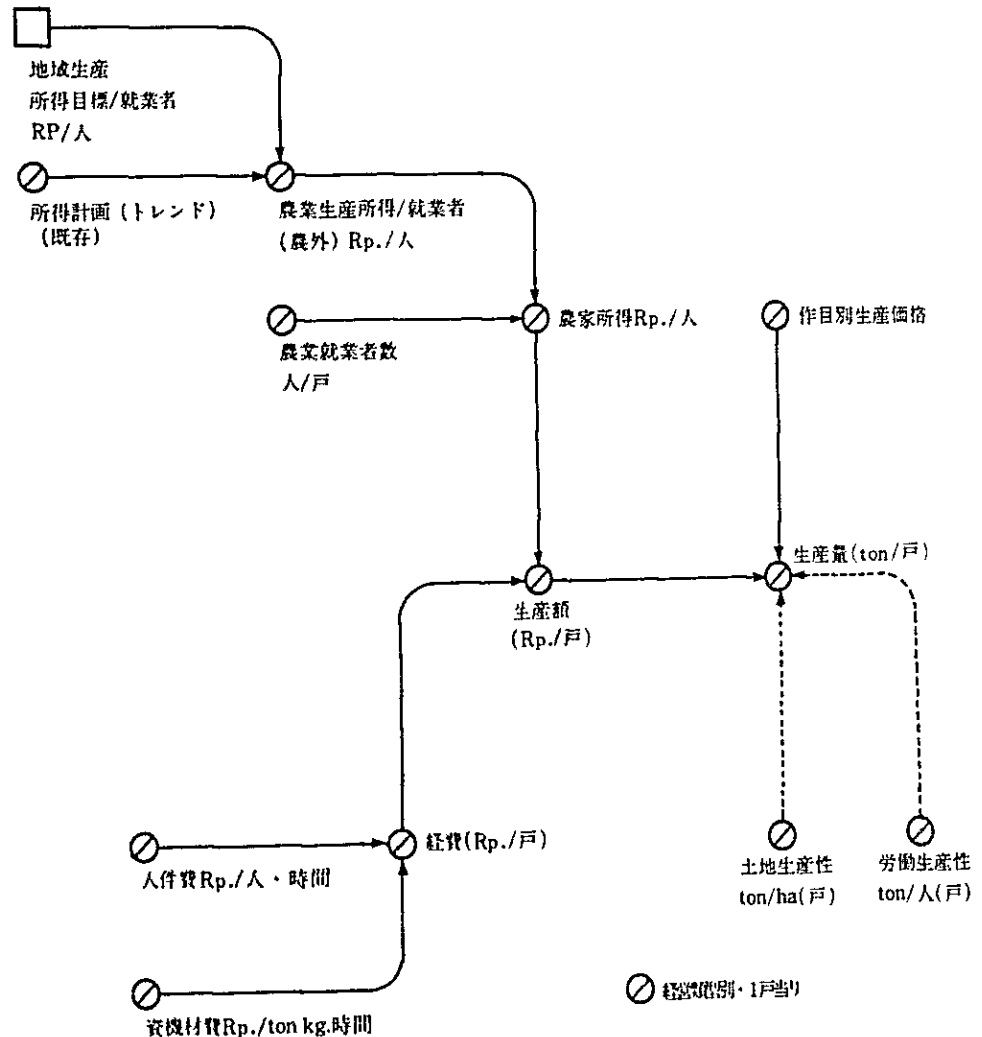 地域生産
所得目標/就業者
RP/人
所得計画（トレンド）
（既存）
農業生産所得/就業者
（農外）Rp./人
農業就業者数
人/戸
農家所得Rp./人
作目別生産価格
生産量(ton/戸)
生産額
(Rp./戸)
経費(Rp./戸)
人件費Rp./人・時間
資機材費Rp./ton kg.時間
土地生産性
ton/ha(戸)
労働生産性
ton/人(戸)
別・1戸当り